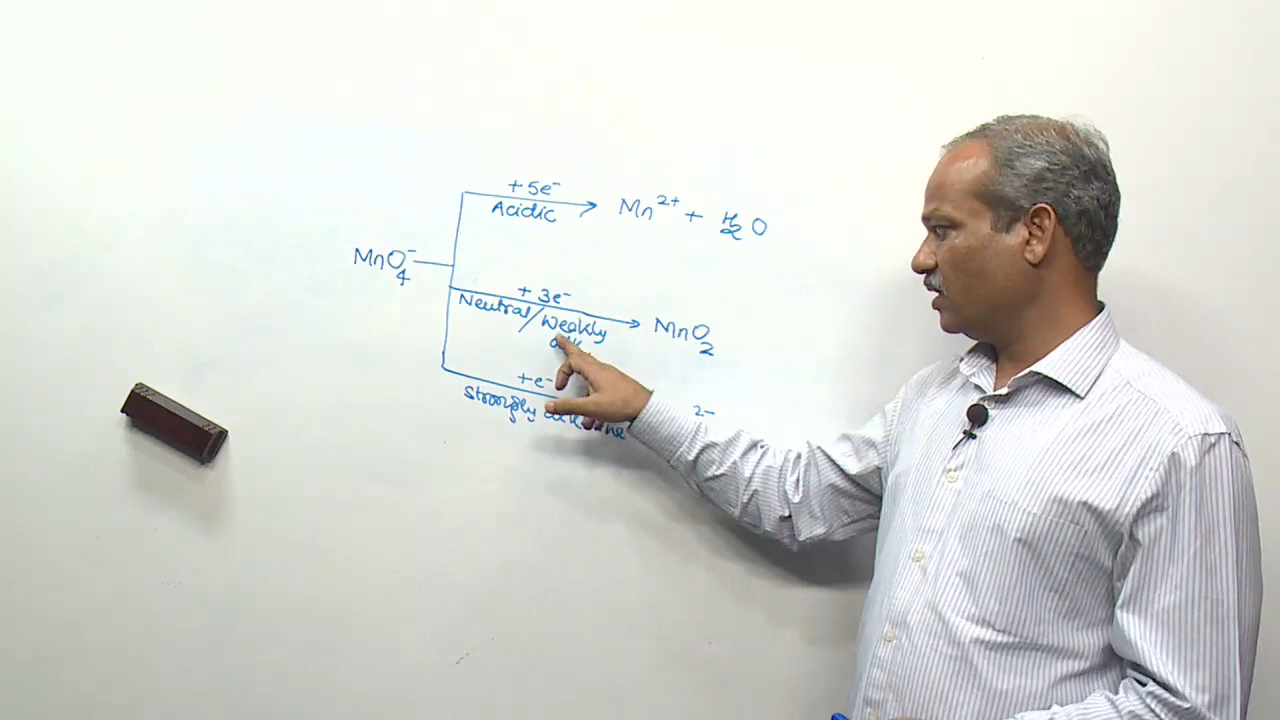 +5e⁻
Acidic
Mn²⁺ + H₂O
MnO₄⁻
+ 3e⁻
Neutral/Weakly
MnO₂
+e⁻
Strongly
2−